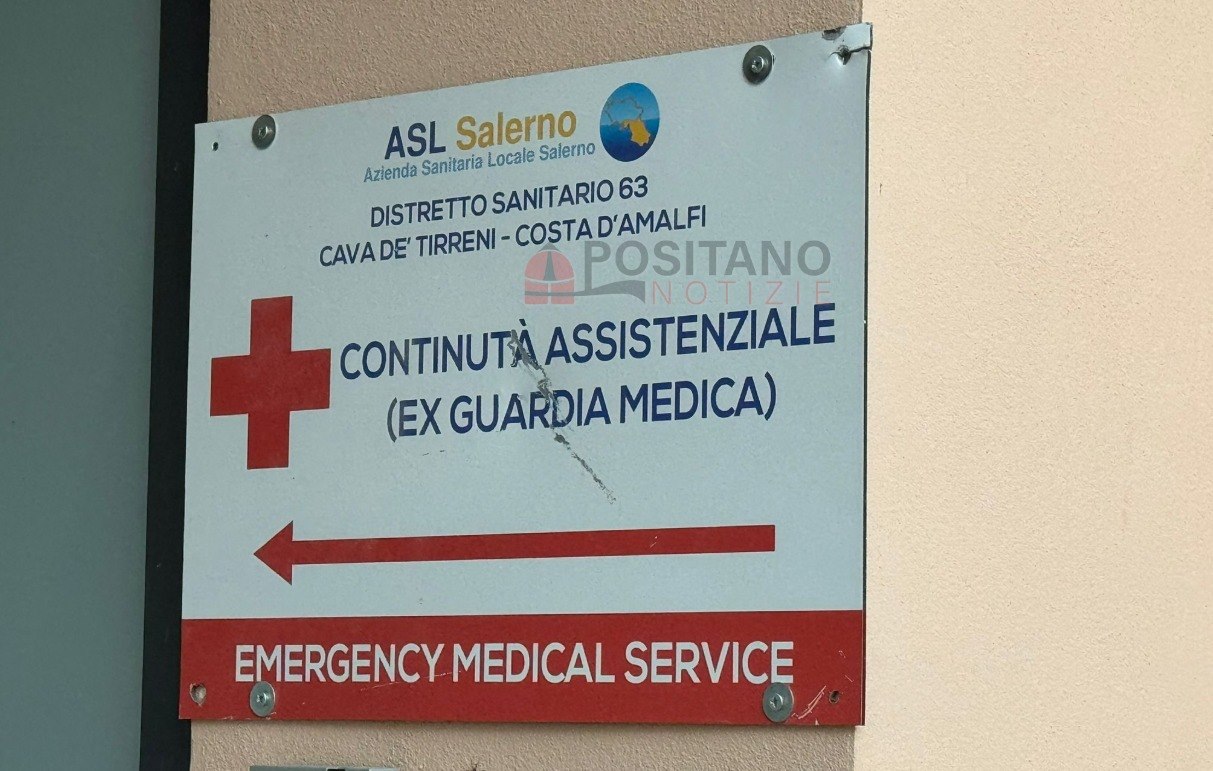 ASL Salerno
Azienda Sanitaria Locale Salerno
DISTRETTO SANITARIO 63
CAVA DE' TIRRENI - COSTA D'AMALFI
POSITANO
NOTIZIE
CONTINUTÀ ASSISTENZIALE
(EX GUARDIA MEDICA)
EMERGENCY MEDICAL SERVICE